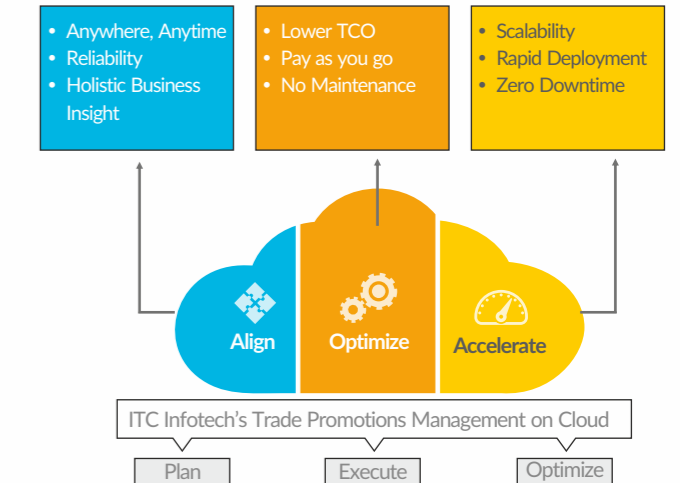 • Anywhere, Anytime
• Reliability
• Holistic Business
Insight
• Lower TCO
• Pay as you go
• No Maintenance
• Scalability
• Rapid Deployment
• Zero Downtime
Align
Optimize
Accelerate
ITC Infotech's Trade Promotions Management on Cloud
Plan
Execute
Optimize